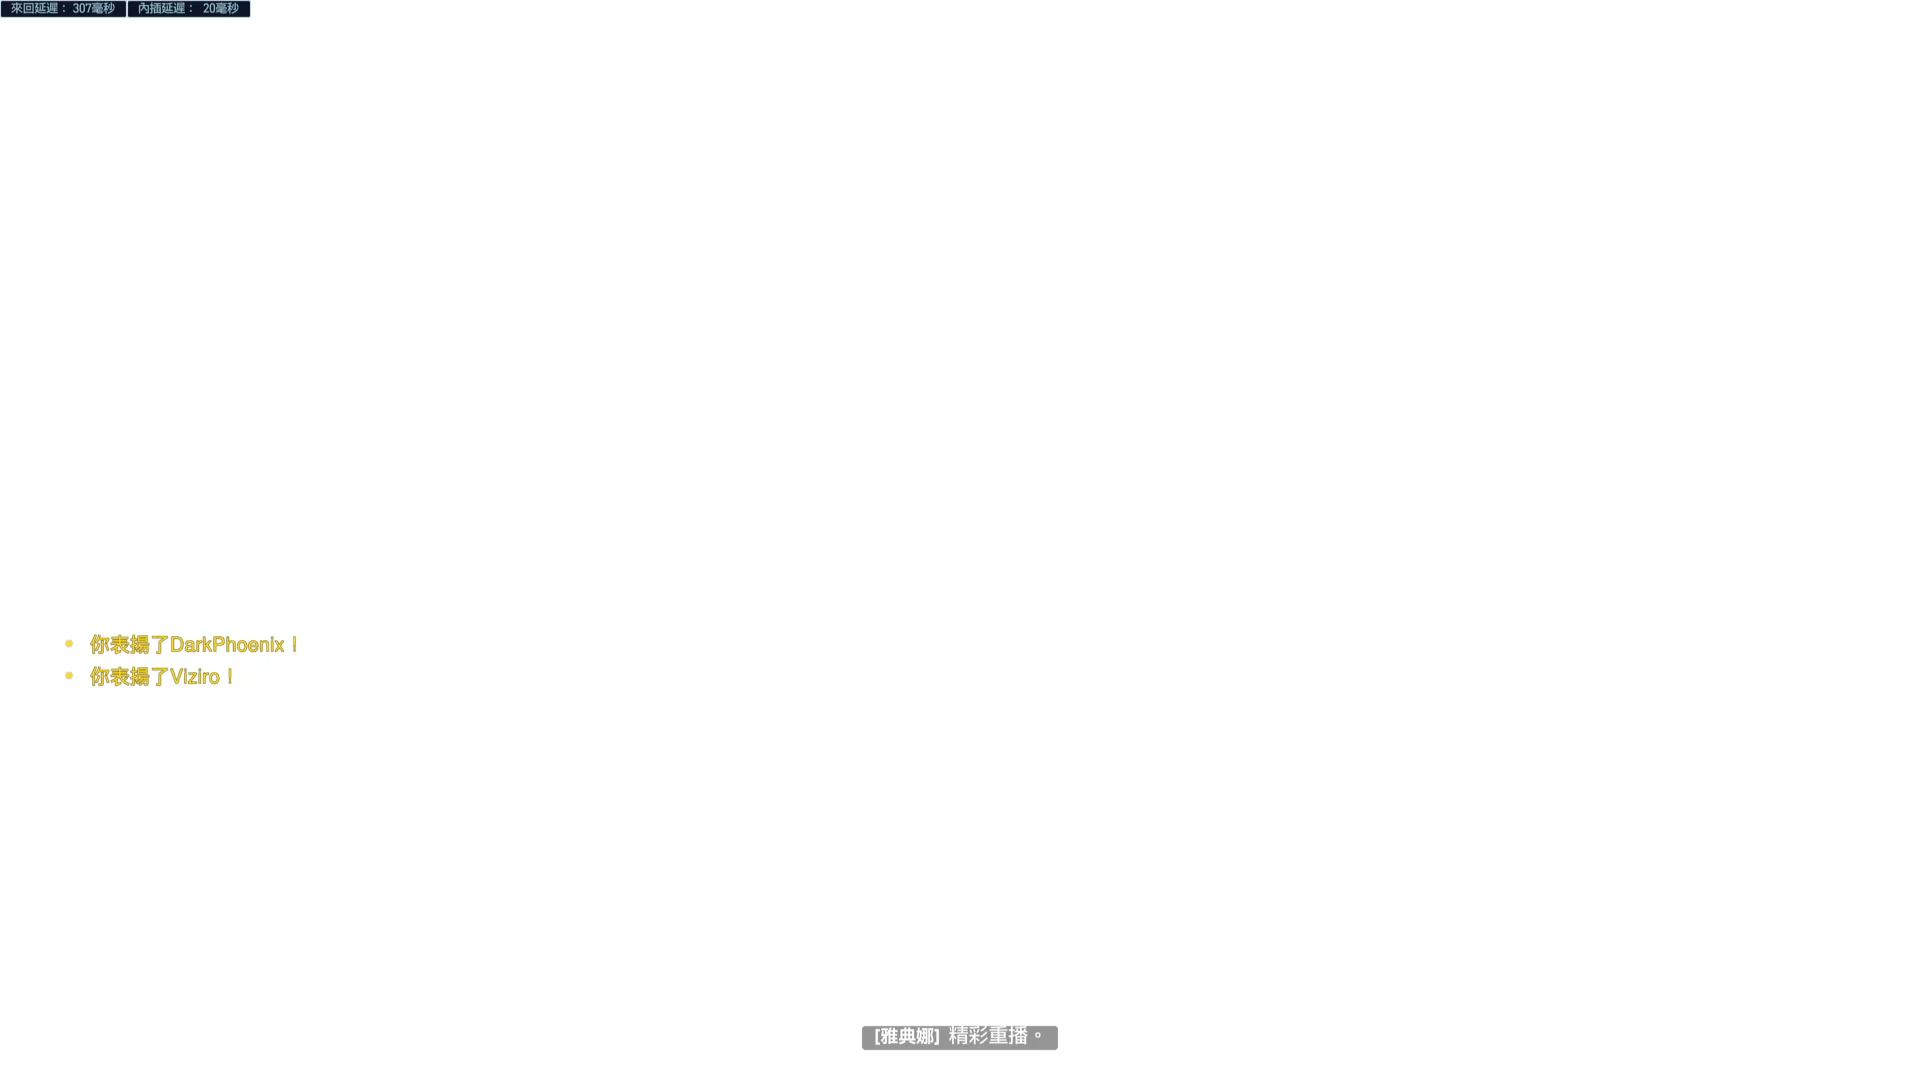 來回延遲： 307毫秒 內插延遲： 20毫秒
• 你表揚了DarkPhoenix！
• 你表揚了Viziro！
[雅典娜] 精彩重播。